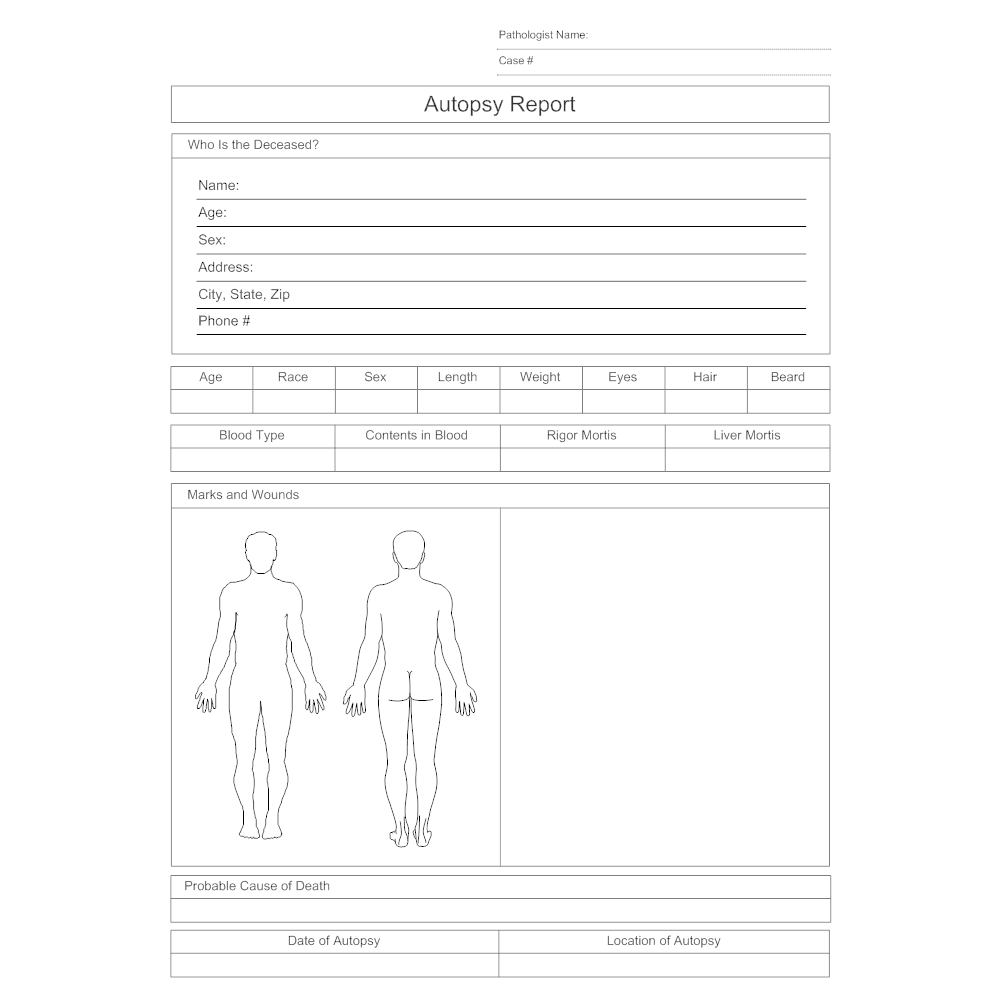 Pathologist Name:
Case #
Autopsy Report
Who Is the Deceased?
Name:
Age:
Sex:
Address:
City, State, Zip
Phone #
Age Race Sex Length Weight Eyes Hair Beard
Blood Type Contents in Blood Rigor Mortis Liver Mortis
Marks and Wounds
Probable Cause of Death
Date of Autopsy Location of Autopsy